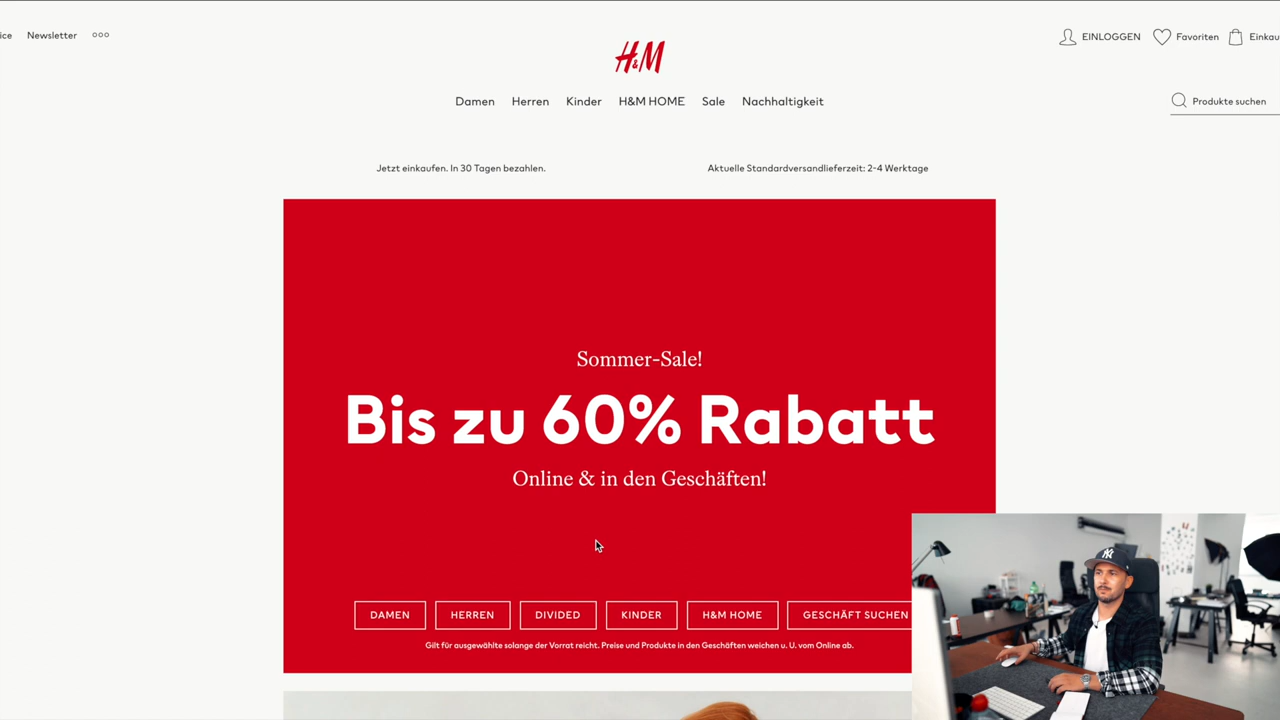 ice Newsletter
EINLOGGEN Favoriten Einkau
H&M
Damen Herren Kinder H&M HOME Sale Nachhaltigkeit
Produkte suchen
Jetzt einkaufen. In 30 Tagen bezahlen.
Aktuelle Standardversandlieferzeit: 2-4 Werktage
Sommer-Sale!
Bis zu 60% Rabatt
Online & in den Geschäften!
DAMEN HERREN DIVIDED KINDER H&M HOME GESCHÄFT SUCHEN
Gilt für ausgewählte solange der Vorrat reicht. Preise und Produkte in den Geschäften weichen u. U. vom Online ab.
NY